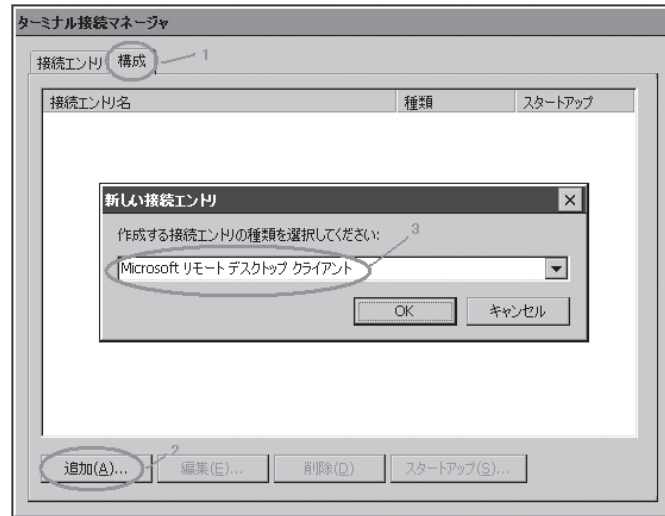 ターミナル接続マネージャ
接続エントリ 構成 1
接続エントリ名 種類 スタートアップ
新しい接続エントリ
作成する接続エントリの種類を選択してください:
3
Microsoft リモート デスクトップ クライアント
OK キャンセル
2
追加(A)... 編集(E)... 削除(D) スタートアップ(S)...